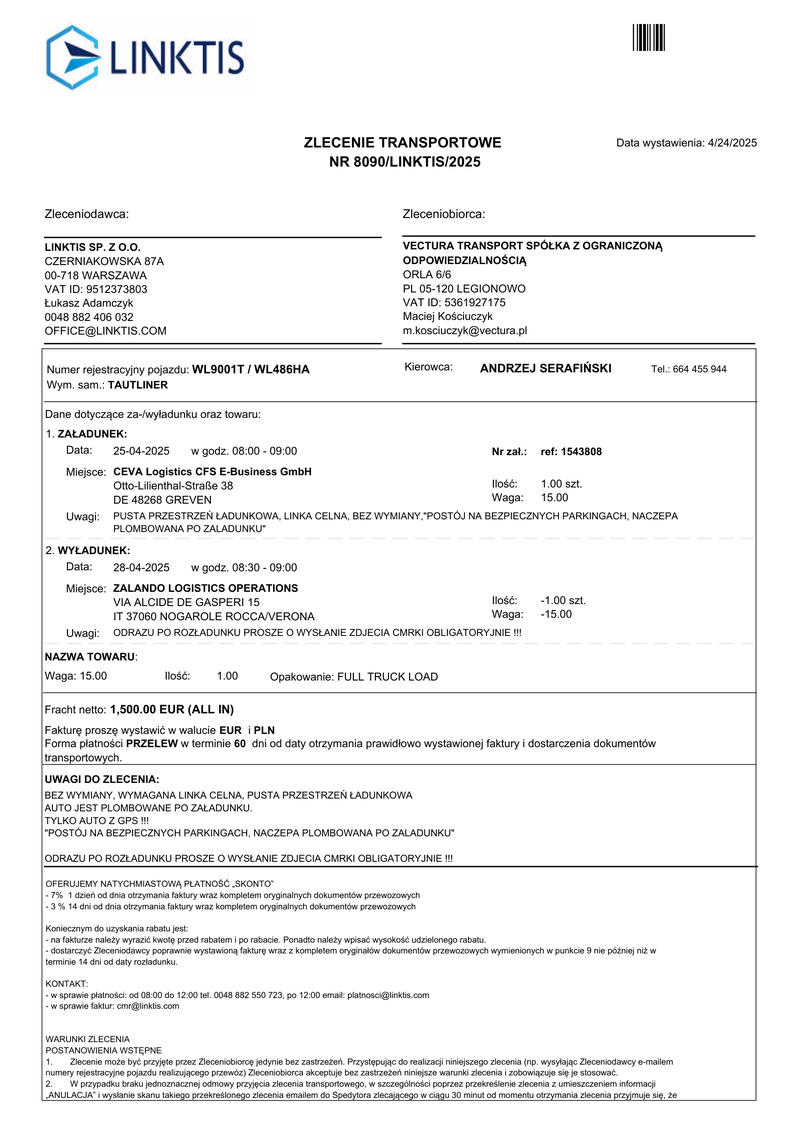 LINKTIS
ZLECENIE TRANSPORTOWE
NR 8090/LINKTIS/2025
Data wystawienia: 4/24/2025
Zleceniodawca:
LINKTIS SP. Z O.O.
CZERNIAKOWSKA 87A
00-718 WARSZAWA
VAT ID: 9512373803
Łukasz Adamczyk
0048 882 406 032
OFFICE@LINKTIS.COM
Zleceniobiorca:
VECTURA TRANSPORT SPÓŁKA Z OGRANICZONĄ
ODPOWIEDZIALNOŚCIĄ
ORLA 6/6
PL 05-120 LEGIONOWO
VAT ID: 5361927175
Maciej Kościuczyk
m.kosciuczyk@vectura.pl
Numer rejestracyjny pojazdu: WL9001T / WL486HA
Kierowca: ANDRZEJ SERAFIŃSKI Tel.: 664 455 944
Wym. sam.: TAUTLINER
Dane dotyczące za-/wyładunku oraz towaru:
1. ZAŁADUNEK:
Data: 25-04-2025 w godz. 08:00 - 09:00 Nr zał.: ref: 1543808
Miejsce: CEVA Logistics CFS E-Business GmbH
Otto-Lilienthal-Straße 38 Ilość: 1.00 szt.
DE 48268 GREVEN Waga: 15.00
Uwagi: PUSTA PRZESTRZEŃ ŁADUNKOWA, LINKA CELNA, BEZ WYMIANY,"POSTÓJ NA BEZPIECZNYCH PARKINGACH, NACZEPA
PLOMBOWANA PO ZALADUNKU"
2. WYŁADUNEK:
Data: 28-04-2025 w godz. 08:30 - 09:00
Miejsce: ZALANDO LOGISTICS OPERATIONS
VIA ALCIDE DE GASPERI 15 Ilość: -1.00 szt.
IT 37060 NOGAROLE ROCCA/VERONA Waga: -15.00
Uwagi: ODRAZU PO ROZŁADUNKU PROSZE O WYSŁANIE ZDJECIA CMRKI OBLIGATORYJNIE !!!
NAZWA TOWARU:
Waga: 15.00 Ilość: 1.00 Opakowanie: FULL TRUCK LOAD
Fracht netto: 1,500.00 EUR (ALL IN)
Fakturę proszę wystawić w walucie EUR i PLN
Forma płatności PRZELEW w terminie 60 dni od daty otrzymania prawidłowo wystawionej faktury i dostarczenia dokumentów
transportowych.
UWAGI DO ZLECENIA:
BEZ WYMIANY, WYMAGANA LINKA CELNA, PUSTA PRZESTRZEŃ ŁADUNKOWA
AUTO JEST PLOMBOWANE PO ZAŁADUNKU.
TYLKO AUTO Z GPS !!!
"POSTÓJ NA BEZPIECZNYCH PARKINGACH, NACZEPA PLOMBOWANA PO ZALADUNKU"
ODRAZU PO ROZŁADUNKU PROSZE O WYSŁANIE ZDJECIA CMRKI OBLIGATORYJNIE !!!
OFERUJEMY NATYCHMIASTOWĄ PŁATNOŚĆ „SKONTO”
- 7% 1 dzień od dnia otrzymania faktury wraz kompletem oryginalnych dokumentów przewozowych
- 3 % 14 dni od dnia otrzymania faktury wraz kompletem oryginalnych dokumentów przewozowych
Koniecznym do uzyskania rabatu jest:
- na fakturze należy wyrazić kwotę przed rabatem i po rabacie. Ponadto należy wpisać wysokość udzielonego rabatu.
- dostarczyć Zleceniodawcy poprawnie wystawioną fakturę wraz z kompletem oryginałów dokumentów przewozowych wymienionych w punkcie 9 nie później niż w
terminie 14 dni od daty rozładunku.
KONTAKT:
- w sprawie płatności: od 08:00 do 12:00 tel. 0048 882 550 723, po 12:00 email: platnosci@linktis.com
- w sprawie faktur: cmr@linktis.com
WARUNKI ZLECENIA
POSTANOWIENIA WSTĘPNE
1. Zlecenie może być przyjęte przez Zleceniobiorcę jedynie bez zastrzeżeń. Przystępując do realizacji niniejszego zlecenia (np. wysyłając Zleceniodawcy e-mailem
numery rejestracyjne pojazdu realizującego przewóz) Zleceniobiorca akceptuje bez zastrzeżeń niniejsze warunki zlecenia i zobowiązuje się je stosować.
2. W przypadku braku jednoznacznej odmowy przyjęcia zlecenia transportowego, w szczególności poprzez przekreślenie zlecenia z umieszczeniem informacji
„ANULACJA” i wysłanie skanu takiego przekreślonego zlecenia emailem do Spedytora zlecającego w ciągu 30 minut od momentu otrzymania zlecenia przyjmuje się, że